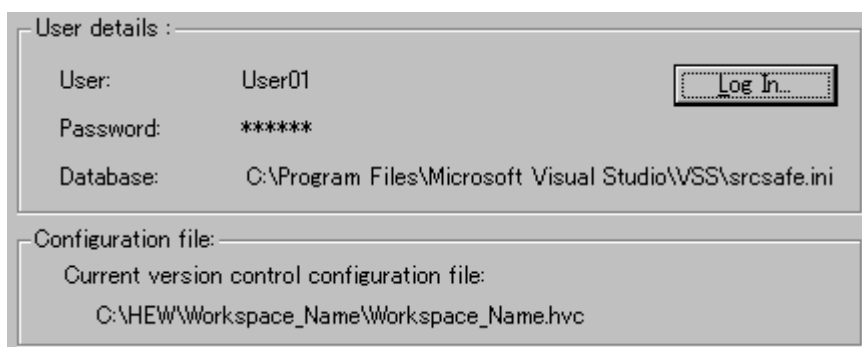 User details :
User: User01 Log In...
Password: ******
Database: C:\Program Files\Microsoft Visual Studio\VSS\srcsafe.ini
Configuration file:
Current version control configuration file:
C:\HEW\Workspace_Name\Workspace_Name.hvc